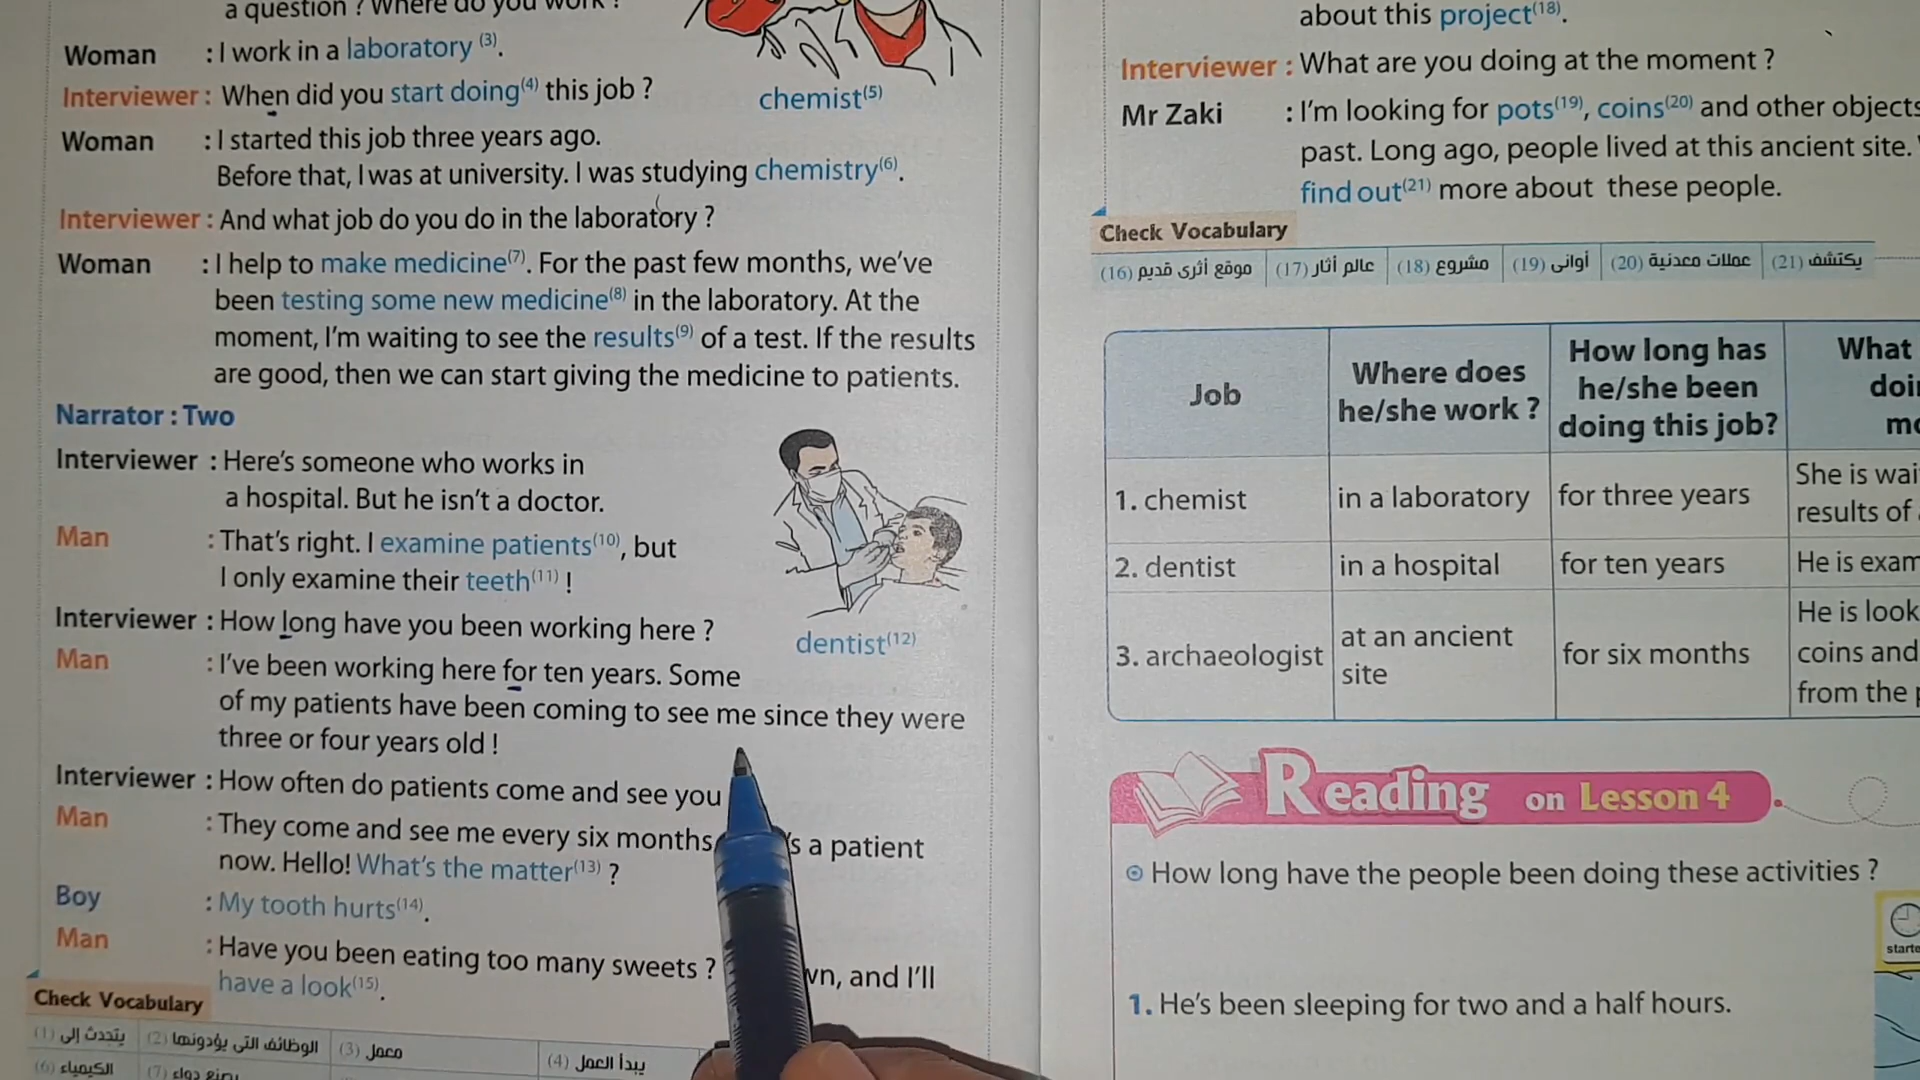 a question ? Where do you work ?
Woman : I work in a laboratory (3).
Interviewer : When did you start doing(4) this job ?
chemist(5)
Woman : I started this job three years ago.
Before that, I was at university. I was studying chemistry(6).
Interviewer : And what job do you do in the laboratory ?
Woman : I help to make medicine(7). For the past few months, we've
been testing some new medicine(8) in the laboratory. At the
moment, I'm waiting to see the results(9) of a test. If the results
are good, then we can start giving the medicine to patients.
Narrator : Two
Interviewer : Here's someone who works in
a hospital. But he isn't a doctor.
Man : That's right. I examine patients(10), but
I only examine their teeth(11) !
Interviewer : How long have you been working here ?
dentist(12)
Man : I've been working here for ten years. Some
of my patients have been coming to see me since they were
three or four years old !
Interviewer : How often do patients come and see you
Man : They come and see me every six months 's a patient
now. Hello! What's the matter(13) ?
Boy : My tooth hurts(14).
Man : Have you been eating too many sweets ? wn, and I'll
have a look(15).
Check Vocabulary
(1) يتحدث إلى (2) الوظائف التى يؤدونها (3) معمل (4) يبدأ العمل
(6) الكيمياء (7) يصنع دواء
about this project(18).
Interviewer : What are you doing at the moment ?
Mr Zaki : I'm looking for pots(19), coins(20) and other objects
past. Long ago, people lived at this ancient site.
find out(21) more about these people.
Check Vocabulary
(16) موقع أثرى قديم (17) عالم آثار (18) مشروع (19) أوانى (20) عملات معدنية (21) يكتشف
Job | Where does he/she work ? | How long has he/she been doing this job? | What doi mo
1. chemist | in a laboratory | for three years | She is wai results of
2. dentist | in a hospital | for ten years | He is exam
3. archaeologist | at an ancient site | for six months | He is look coins and from the p
Reading on Lesson 4
How long have the people been doing these activities ?
starte
1. He's been sleeping for two and a half hours.